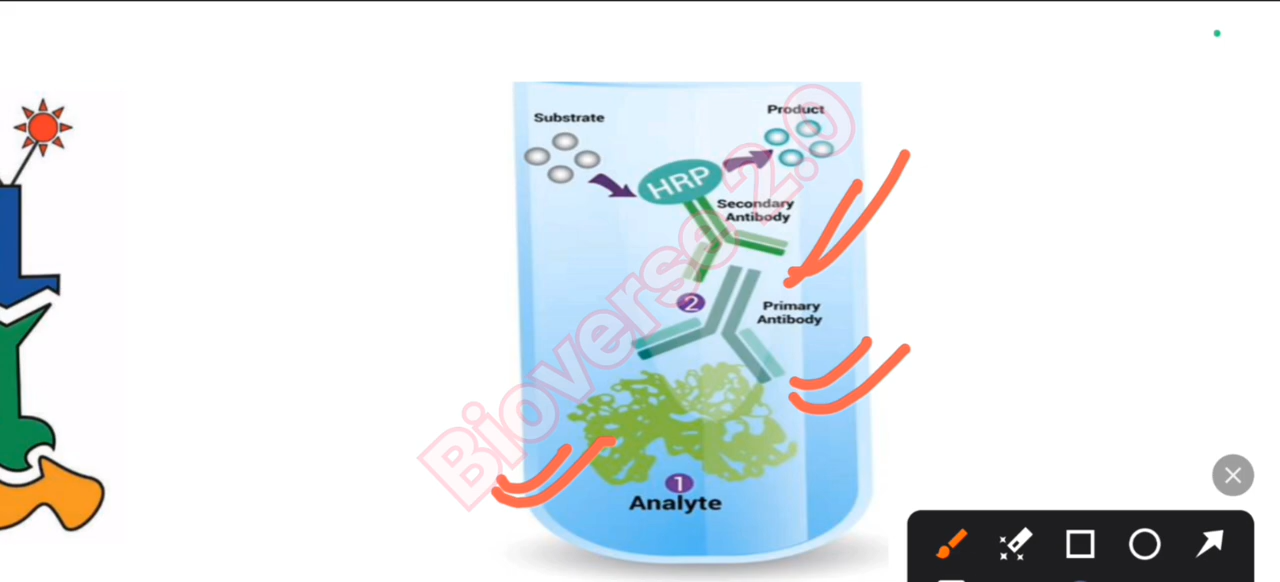 Substrate
Product
HRP
Secondary
Antibody
2
Primary
Antibody
1
Analyte
Bioverse 2.0